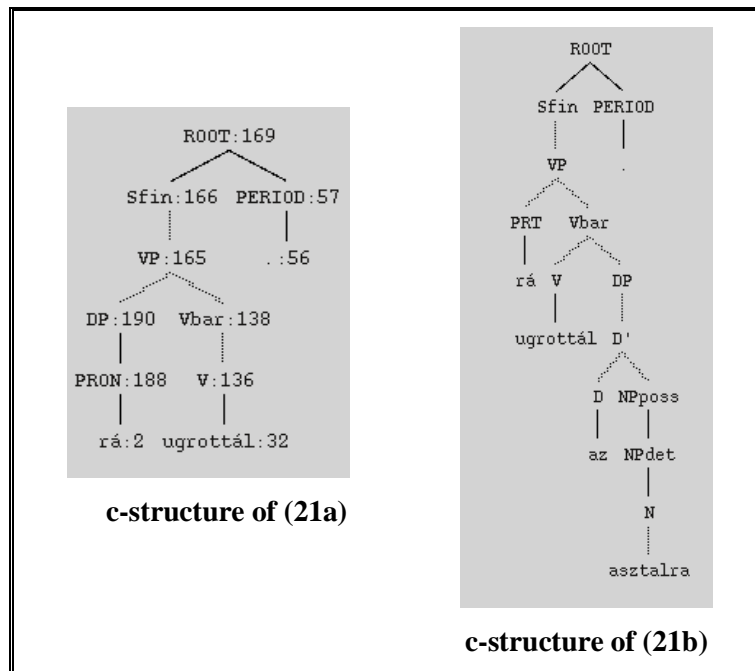 ROOT:169
Sfin:166 PERIOD:57
VP:165 .:56
DP:190 Vbar:138
PRON:188 V:136
rá:2 ugrottál:32
c-structure of (21a)
ROOT
Sfin PERIOD
VP .
PRT Vbar
rá V DP
ugrottál D'
D NPposs
az NPdet
N
asztalra
c-structure of (21b)